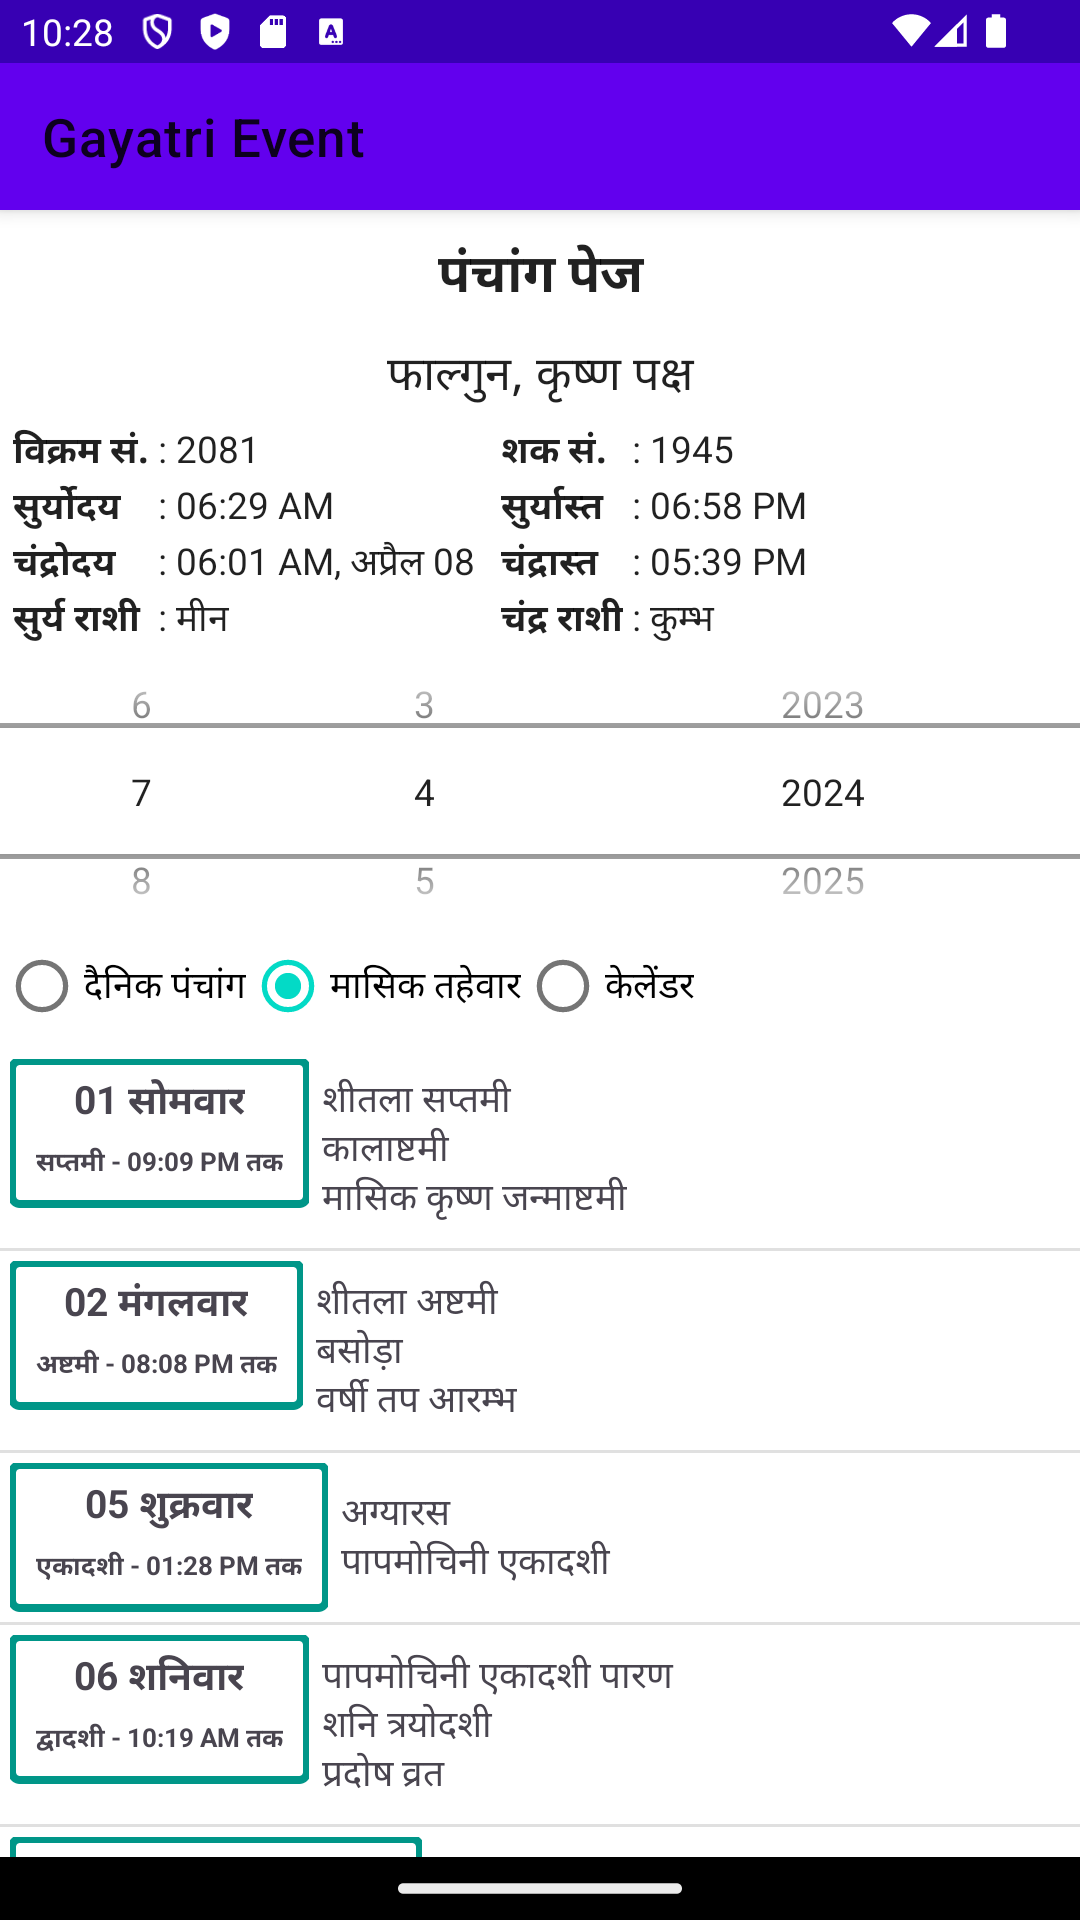 10:28
Gayatri Event
पंचांग पेज
फाल्गुन, कृष्ण पक्ष
विक्रम सं. : 2081 शक सं. : 1945
सुर्योदय : 06:29 AM सुर्यास्त : 06:58 PM
चंद्रोदय : 06:01 AM, अप्रैल 08 चंद्रास्त : 05:39 PM
सुर्य राशी : मीन चंद्र राशी : कुम्भ
6 3 2023
7 4 2024
8 5 2025
दैनिक पंचांग मासिक तहेवार केलेंडर
01 सोमवार
सप्तमी - 09:09 PM तक
शीतला सप्तमी
कालाष्टमी
मासिक कृष्ण जन्माष्टमी
02 मंगलवार
अष्टमी - 08:08 PM तक
शीतला अष्टमी
बसोड़ा
वर्षी तप आरम्भ
05 शुक्रवार
एकादशी - 01:28 PM तक
अग्यारस
पापमोचिनी एकादशी
06 शनिवार
द्वादशी - 10:19 AM तक
पापमोचिनी एकादशी पारण
शनि त्रयोदशी
प्रदोष व्रत